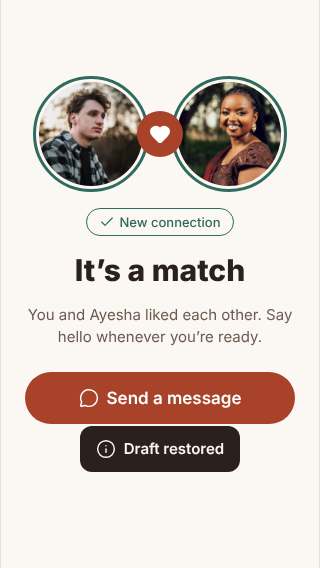 New connection
It’s a match
You and Ayesha liked each other. Say
hello whenever you’re ready.
Send a message
Draft restored